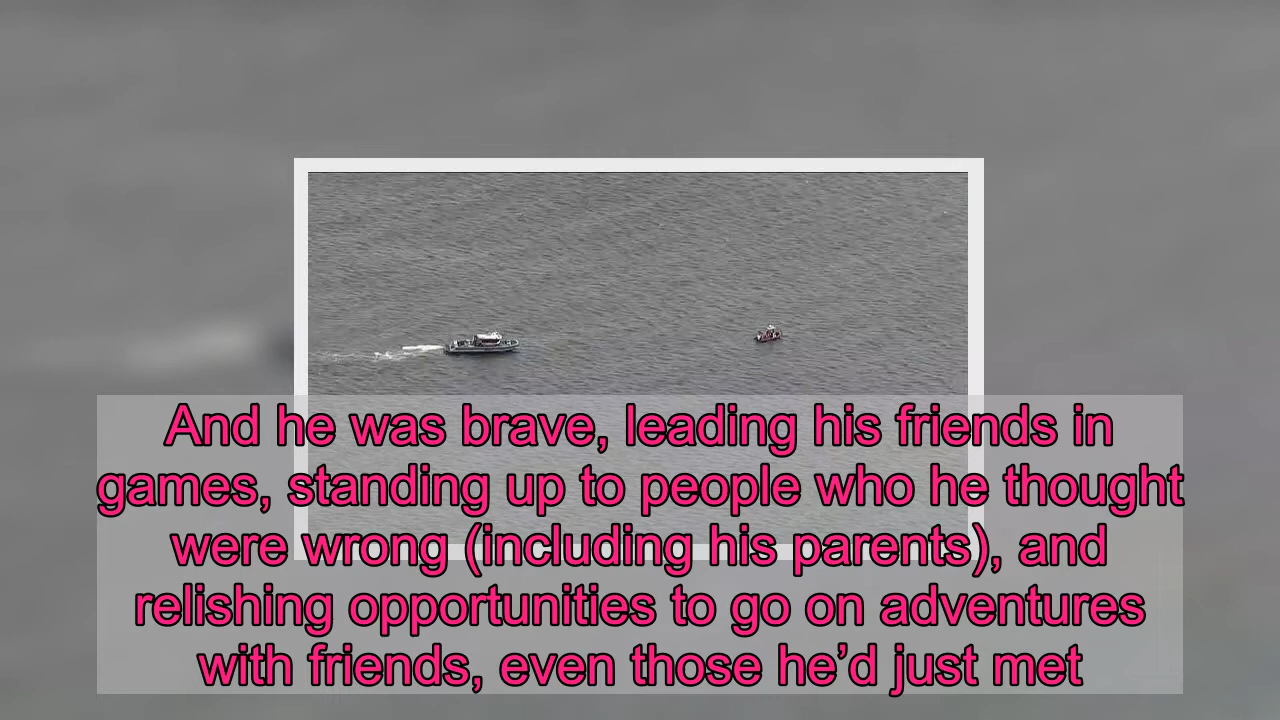 And he was brave, leading his friends in
games, standing up to people who he thought
were wrong (including his parents), and
relishing opportunities to go on adventures
with friends, even those he’d just met